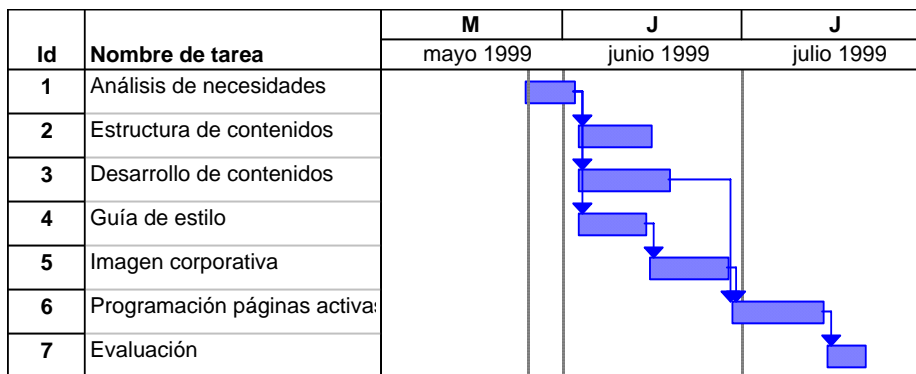 M J J
Id Nombre de tarea mayo 1999 junio 1999 julio 1999
1 Análisis de necesidades
2 Estructura de contenidos
3 Desarrollo de contenidos
4 Guía de estilo
5 Imagen corporativa
6 Programación páginas activas
7 Evaluación